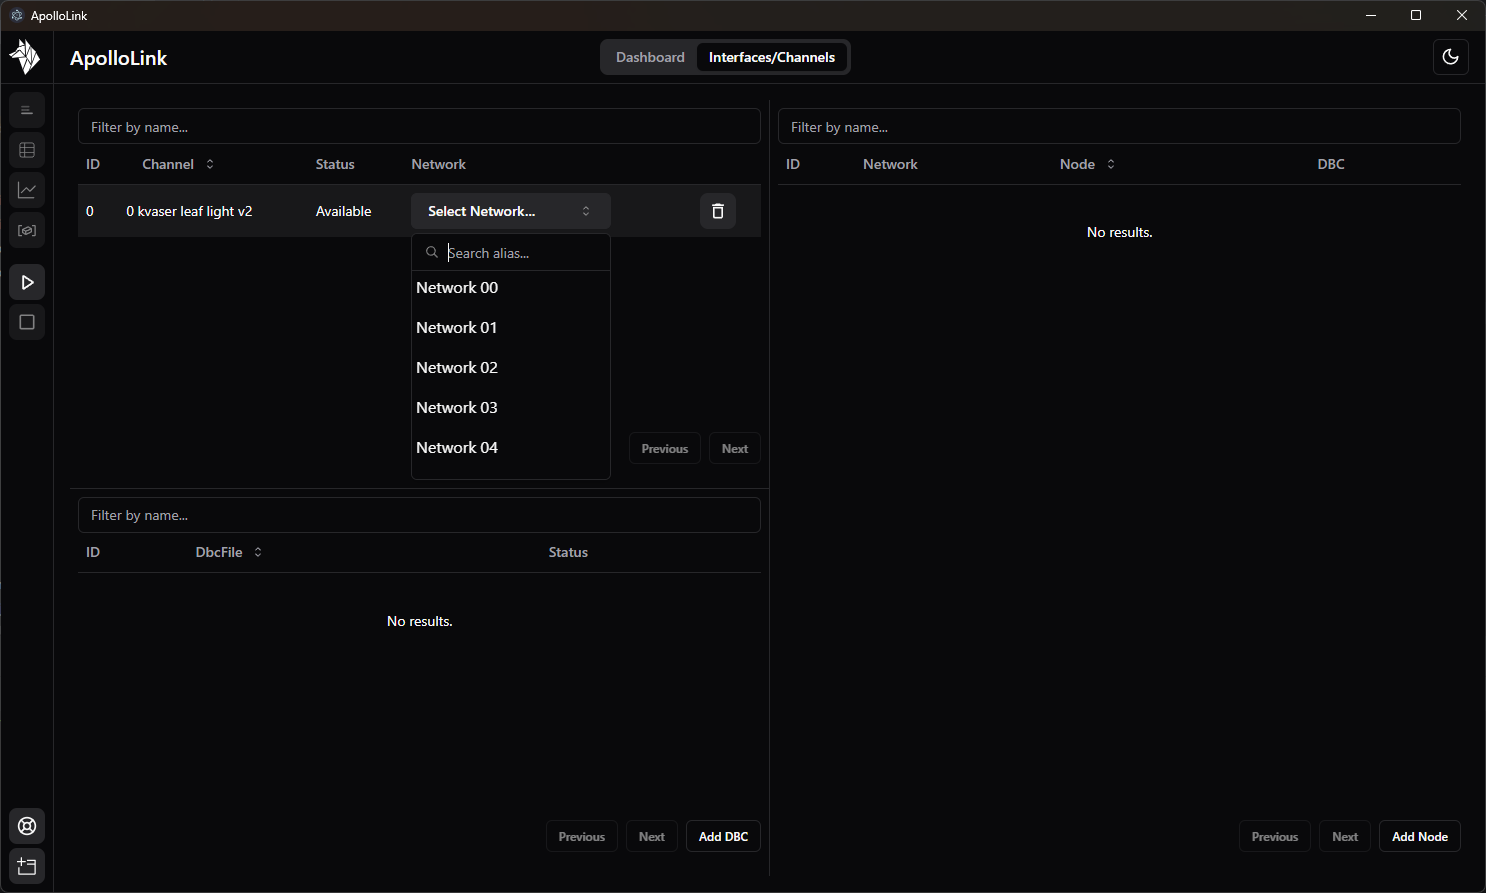 ApolloLink
ApolloLink
Dashboard
Interfaces/Channels
Filter by name...
ID Channel Status Network
0 0 kvaser leaf light v2 Available Select Network...
Search alias...
Network 00
Network 01
Network 02
Network 03
Network 04
Previous Next
Filter by name...
ID DbcFile Status
No results.
Previous Next Add DBC
Filter by name...
ID Network Node DBC
No results.
Previous Next Add Node